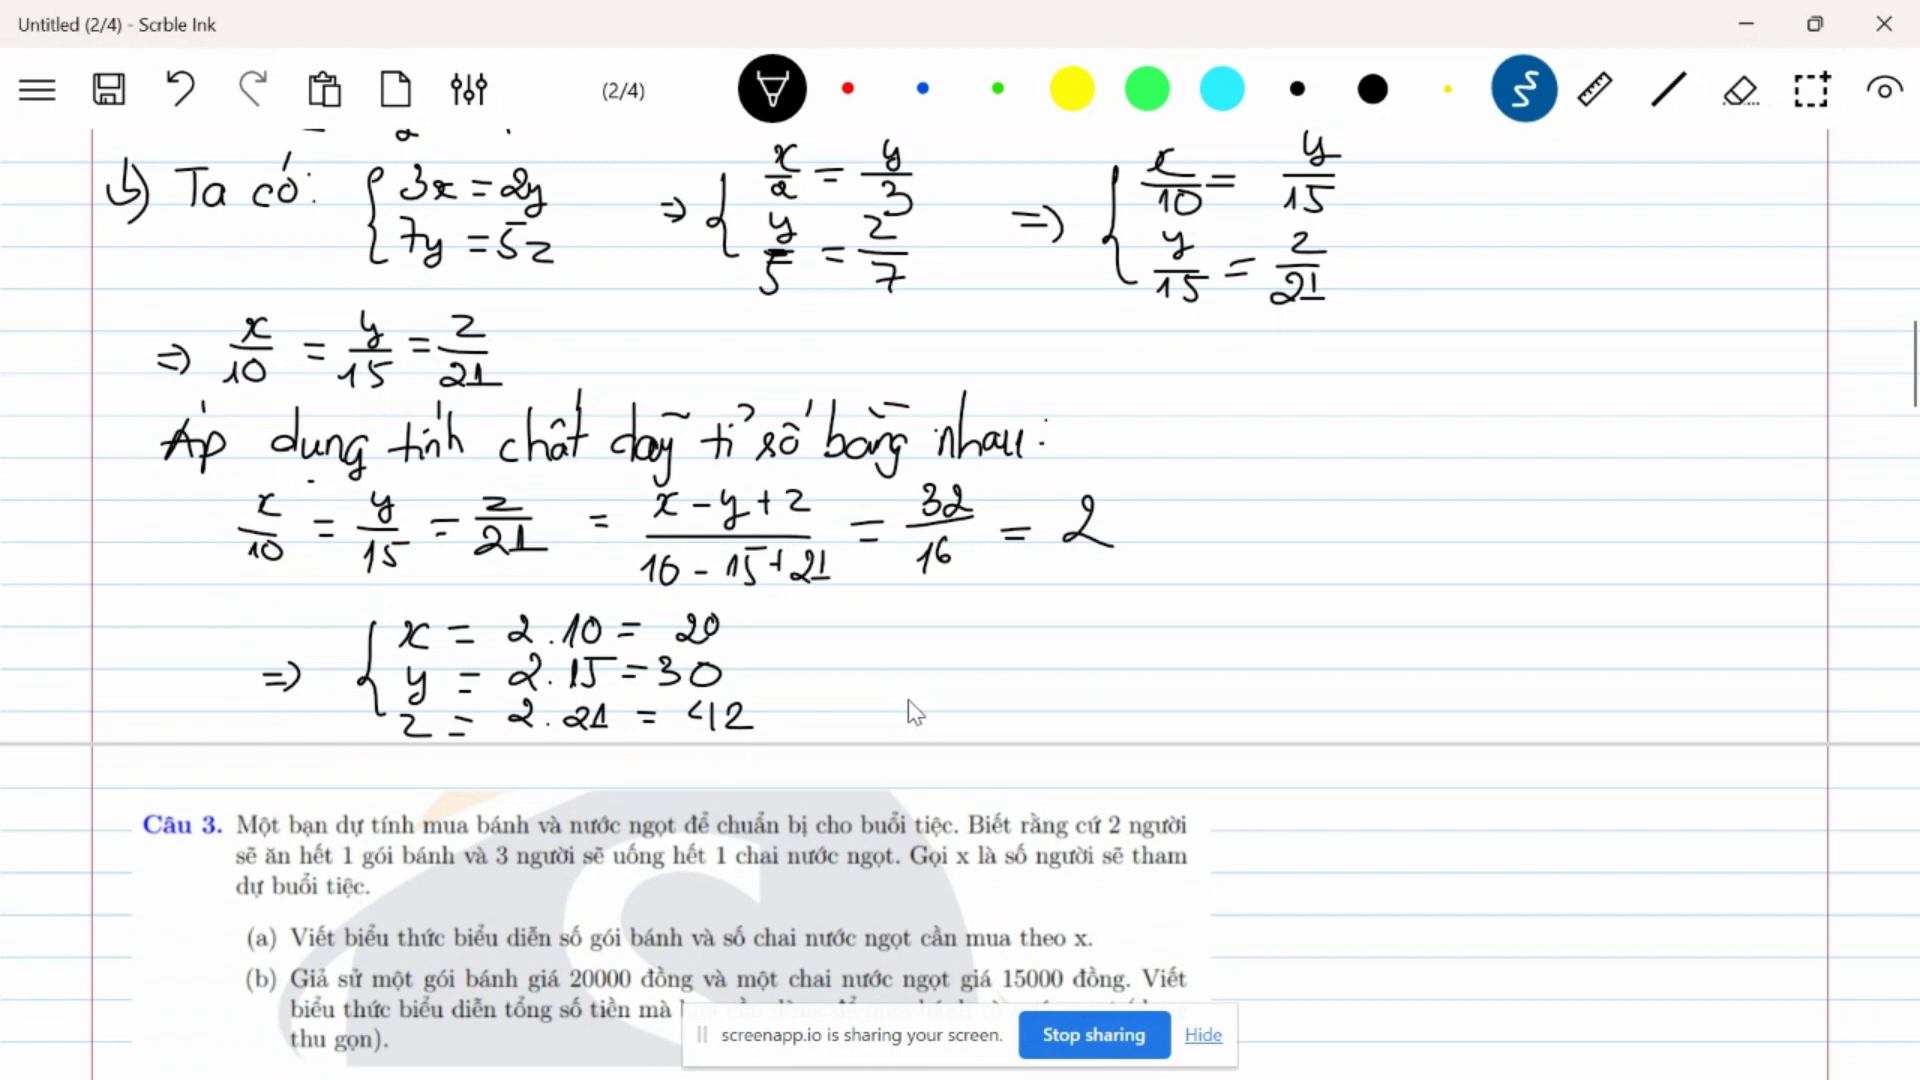 Untitled (2/4) - Scrble Ink
(2/4)
b) Ta có: { 3x = 2y ; 7y = 5z => { x/2 = y/3 ; y/5 = z/7 => { x/10 = y/15 ; y/15 = z/21
=> x/10 = y/15 = z/21
Áp dụng tính chất dãy tỉ số bằng nhau:
x/10 = y/15 = z/21 = (x - y + z)/(10 - 15 + 21) = 32/16 = 2
=> { x = 2.10 = 20
y = 2.15 = 30
z = 2.21 = 42
Câu 3. Một bạn dự tính mua bánh và nước ngọt để chuẩn bị cho buổi tiệc. Biết rằng cứ 2 người
sẽ ăn hết 1 gói bánh và 3 người sẽ uống hết 1 chai nước ngọt. Gọi x là số người sẽ tham
dự buổi tiệc.
(a) Viết biểu thức biểu diễn số gói bánh và số chai nước ngọt cần mua theo x.
(b) Giả sử một gói bánh giá 20000 đồng và một chai nước ngọt giá 15000 đồng. Viết
biểu thức biểu diễn tổng số tiền mà
thu gọn).
screenapp.io is sharing your screen. Stop sharing Hide